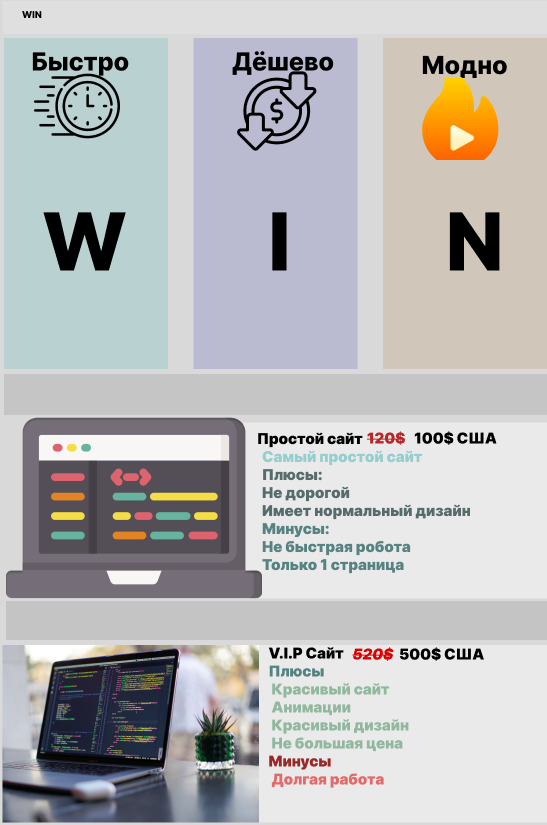 WIN
Быстро
Дёшево
Модно
$
W
I
N
Простой сайт 120$ 100$ США
Самый простой сайт
Плюсы:
Не дорогой
Имеет нормальный дизайн
Минусы:
Не быстрая робота
Только 1 страница
V.I.P Сайт 520$ 500$ США
Плюсы
Красивый сайт
Анимации
Красивый дизайн
Не большая цена
Минусы
Долгая работа